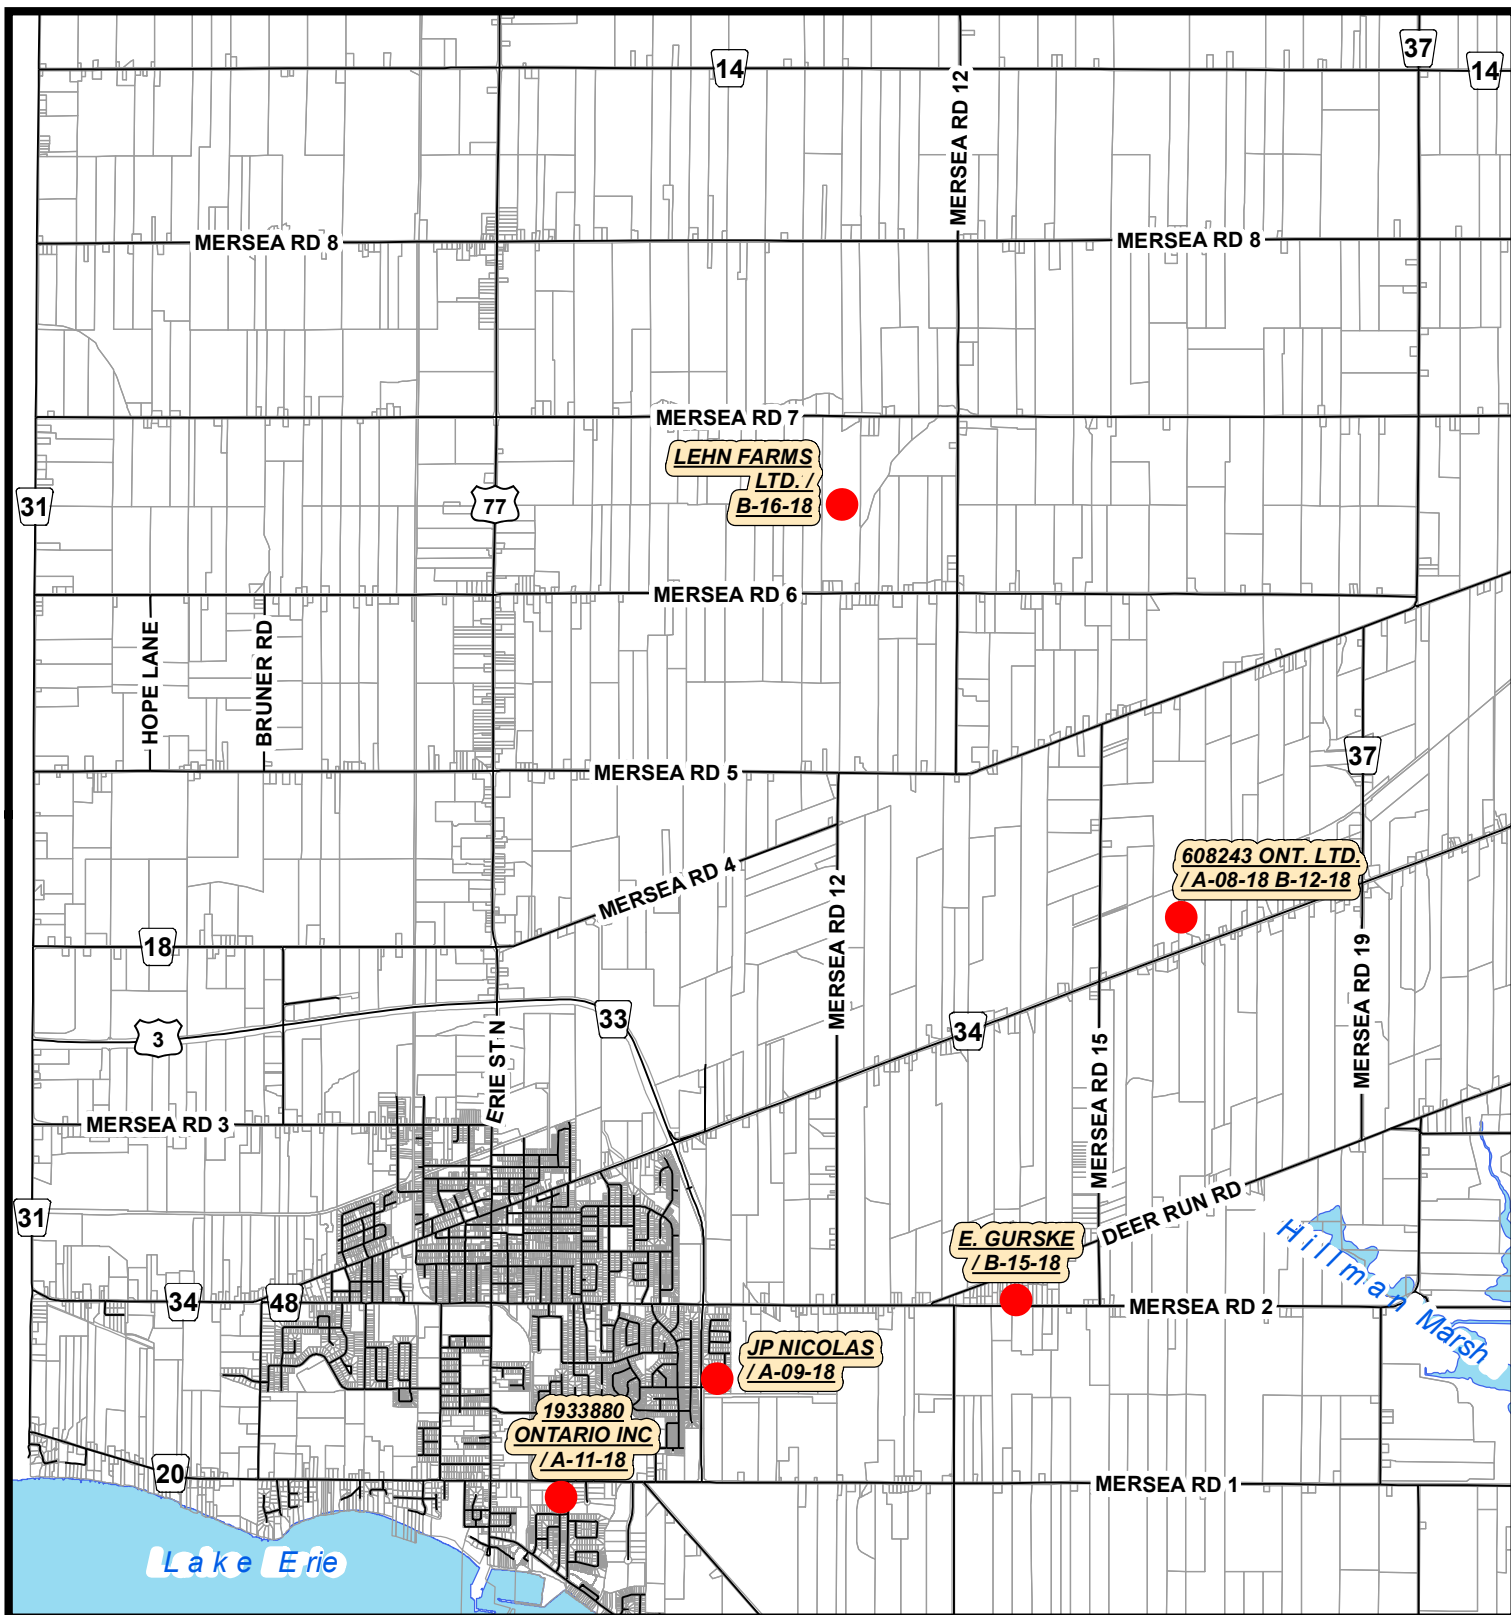 37
14
14
MERSEA RD 12
MERSEA RD 8
MERSEA RD 8
MERSEA RD 7
LEHN FARMS
LTD. /
B-16-18
31
77
MERSEA RD 6
HOPE LANE
BRUNER RD
MERSEA RD 5
37
608243 ONT. LTD.
/ A-08-18 B-12-18
MERSEA RD 4
MERSEA RD 12
18
MERSEA RD 19
33
3
34
ERIE ST N
MERSEA RD 15
MERSEA RD 3
31
DEER RUN RD
E. GURSKE
/ B-15-18
Hillman Marsh
34
48
MERSEA RD 2
JP NICOLAS
/ A-09-18
1933880
ONTARIO INC
/ A-11-18
20
MERSEA RD 1
Lake Erie